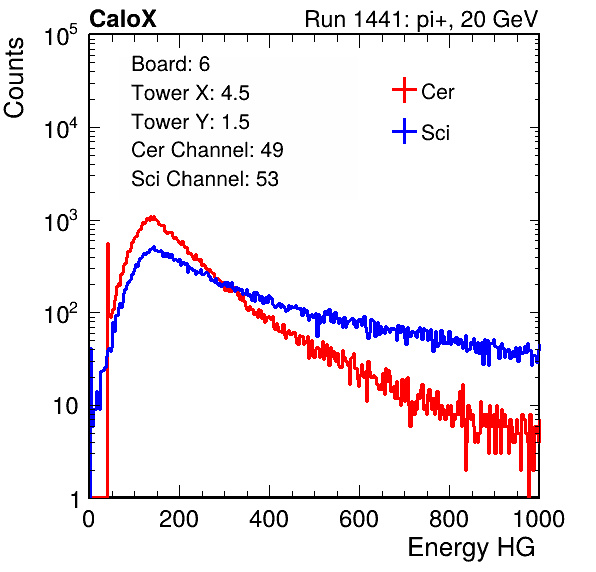 CaloX
Run 1441: pi+, 20 GeV
Counts
Board: 6
Tower X: 4.5
Tower Y: 1.5
Cer Channel: 49
Sci Channel: 53
Cer
Sci
10^5
10^4
10^3
10^2
10
1
0 200 400 600 800 1000
Energy HG